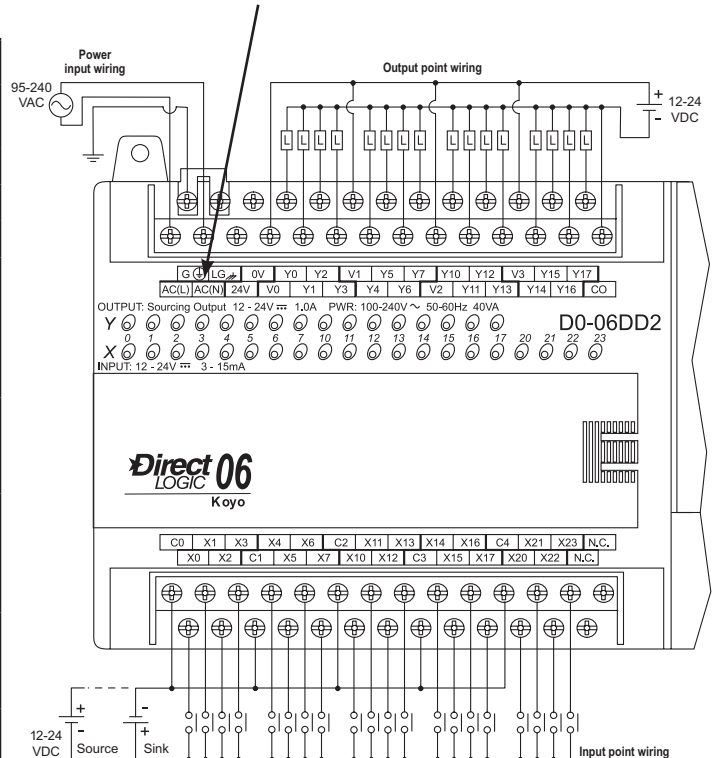 Power
input wiring
95-240
VAC
Output point wiring
+
12-24
-
VDC
L L L L L L L L L L L L L L L L
G LG 0V Y0 Y2 V1 Y5 Y7 Y10 Y12 V3 Y15 Y17
AC(L) AC(N) 24V V0 Y1 Y3 Y4 Y6 V2 Y11 Y13 Y14 Y16 CO
OUTPUT: Sourcing Output 12 - 24V 1.0A PWR: 100-240V ~ 50-60Hz 40VA
Y
D0-06DD2
0 1 2 3 4 5 6 7 10 11 12 13 14 15 16 17 20 21 22 23
X
INPUT: 12 - 24V 3 - 15mA
Direct
LOGIC 06
Koyo
C0 X1 X3 X4 X6 C2 X11 X13 X14 X16 C4 X21 X23 N.C.
X0 X2 C1 X5 X7 X10 X12 C3 X15 X17 X20 X22 N.C.
+ -
12-24
- +
VDC Source Sink
Input point wiring